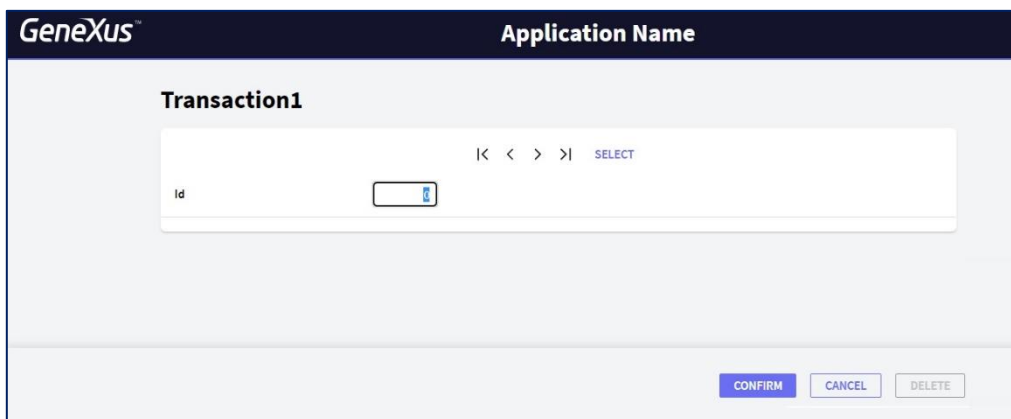 GeneXus™
Application Name
Transaction1
|< < > >| SELECT
Id 0
CONFIRM CANCEL DELETE